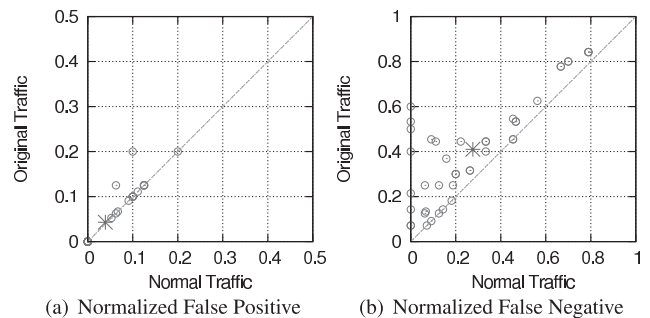 0.5
0.4
0.3
0.2
0.1
0
0 0.1 0.2 0.3 0.4 0.5
Original Traffic
Normal Traffic
(a) Normalized False Positive
1
0.8
0.6
0.4
0.2
0
0 0.2 0.4 0.6 0.8 1
Original Traffic
Normal Traffic
(b) Normalized False Negative